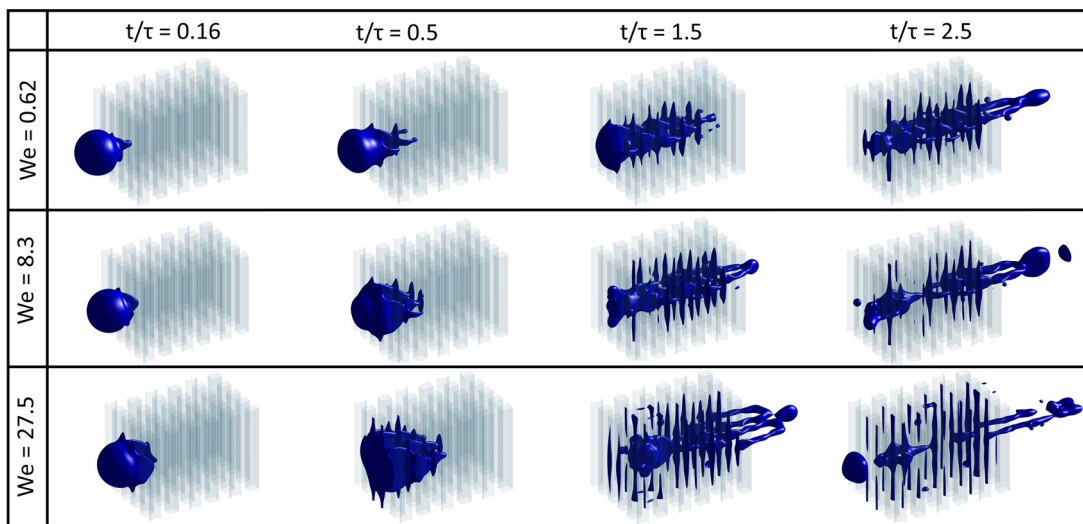 t/τ = 0.16
t/τ = 0.5
t/τ = 1.5
t/τ = 2.5
We = 0.62
We = 8.3
We = 27.5